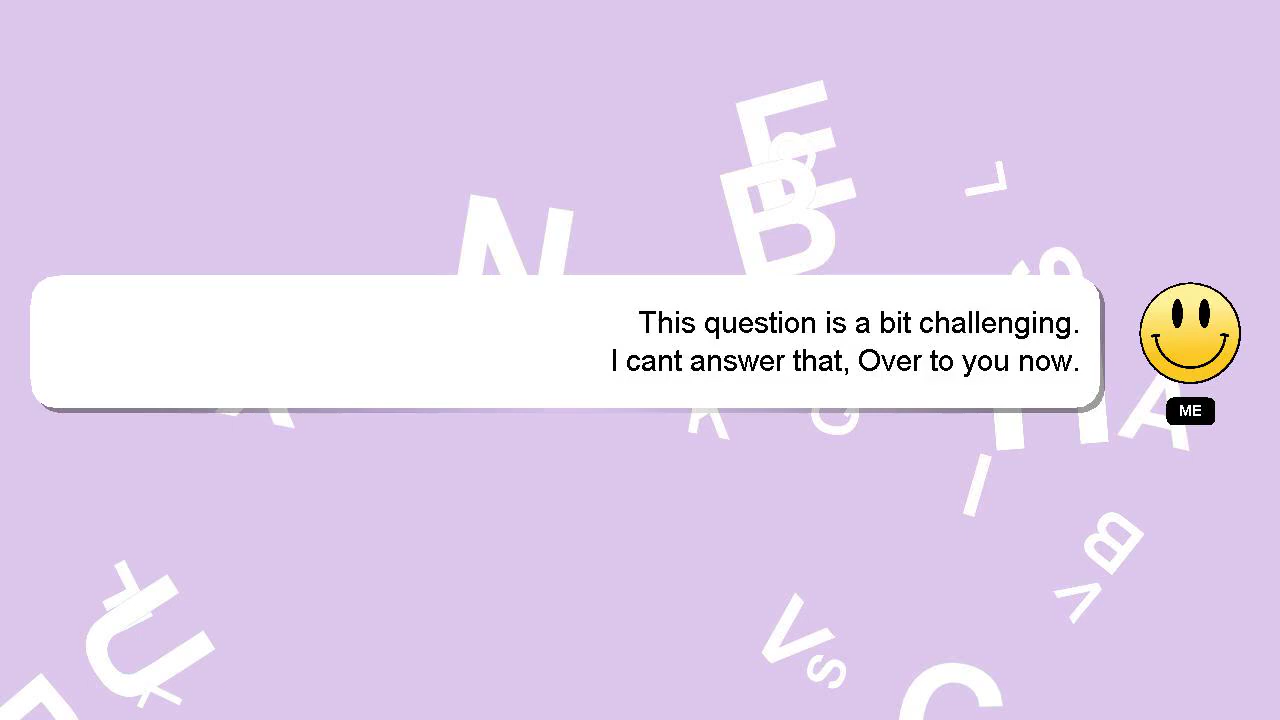 E
B
N
L
S
This question is a bit challenging.
I cant answer that, Over to you now.
ME
K
G
A
I
B
V
U
V
S
C